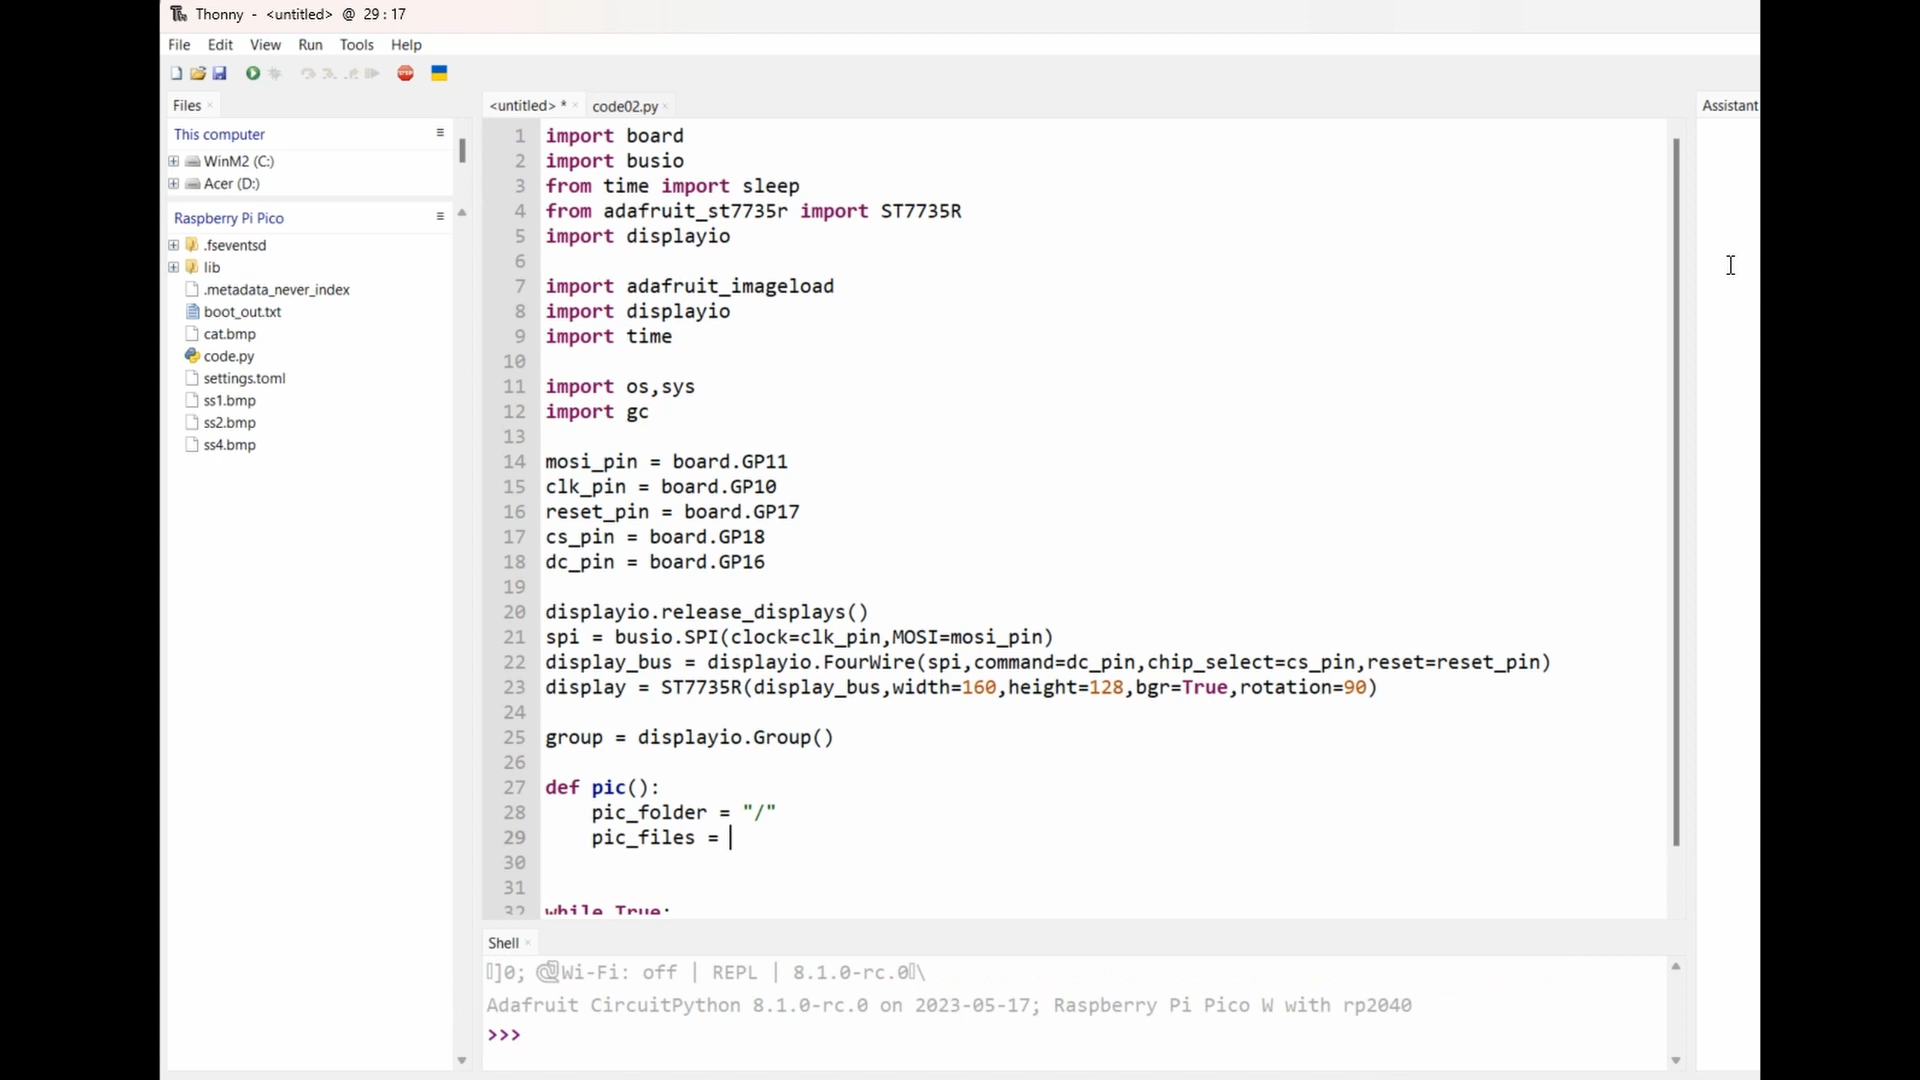 Thonny - <untitled> @ 29:17
File Edit View Run Tools Help
Files
This computer
WinM2 (C:)
Acer (D:)
Raspberry Pi Pico
.fseventsd
lib
.metadata_never_index
boot_out.txt
cat.bmp
code.py
settings.toml
ss1.bmp
ss2.bmp
ss4.bmp
<untitled> * code02.py
1 import board
2 import busio
3 from time import sleep
4 from adafruit_st7735r import ST7735R
5 import displayio
6
7 import adafruit_imageload
8 import displayio
9 import time
10
11 import os,sys
12 import gc
13
14 mosi_pin = board.GP11
15 clk_pin = board.GP10
16 reset_pin = board.GP17
17 cs_pin = board.GP18
18 dc_pin = board.GP16
19
20 displayio.release_displays()
21 spi = busio.SPI(clock=clk_pin,MOSI=mosi_pin)
22 display_bus = displayio.FourWire(spi,command=dc_pin,chip_select=cs_pin,reset=reset_pin)
23 display = ST7735R(display_bus,width=160,height=128,bgr=True,rotation=90)
24
25 group = displayio.Group()
26
27 def pic():
28     pic_folder = "/"
29     pic_files =
30
31
32 while True:
Assistant
Shell
]0; Wi-Fi: off | REPL | 8.1.0-rc.0\
Adafruit CircuitPython 8.1.0-rc.0 on 2023-05-17; Raspberry Pi Pico W with rp2040
>>>